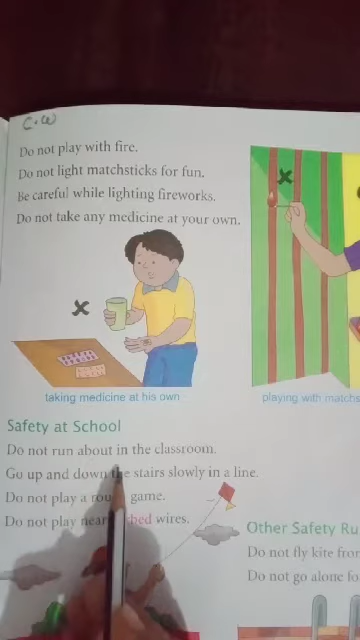 C.W
Do not play with fire.
Do not light matchsticks for fun.
Be careful while lighting fireworks.
Do not take any medicine at your own.
taking medicine at his own
playing with matchs
Safety at School
Do not run about in the classroom.
Go up and down the stairs slowly in a line.
Do not play a game.
Do not play near wires.
Other Safety Ru
Do not fly kite from
Do not go alone fo